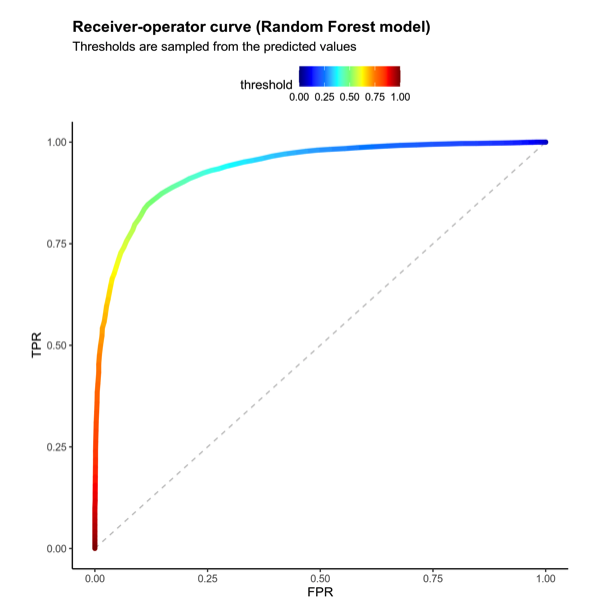 Receiver-operator curve (Random Forest model)
Thresholds are sampled from the predicted values
threshold
0.00 0.25 0.50 0.75 1.00
1.00
0.75
0.50
0.25
0.00
TPR
0.00 0.25 0.50 0.75 1.00
FPR